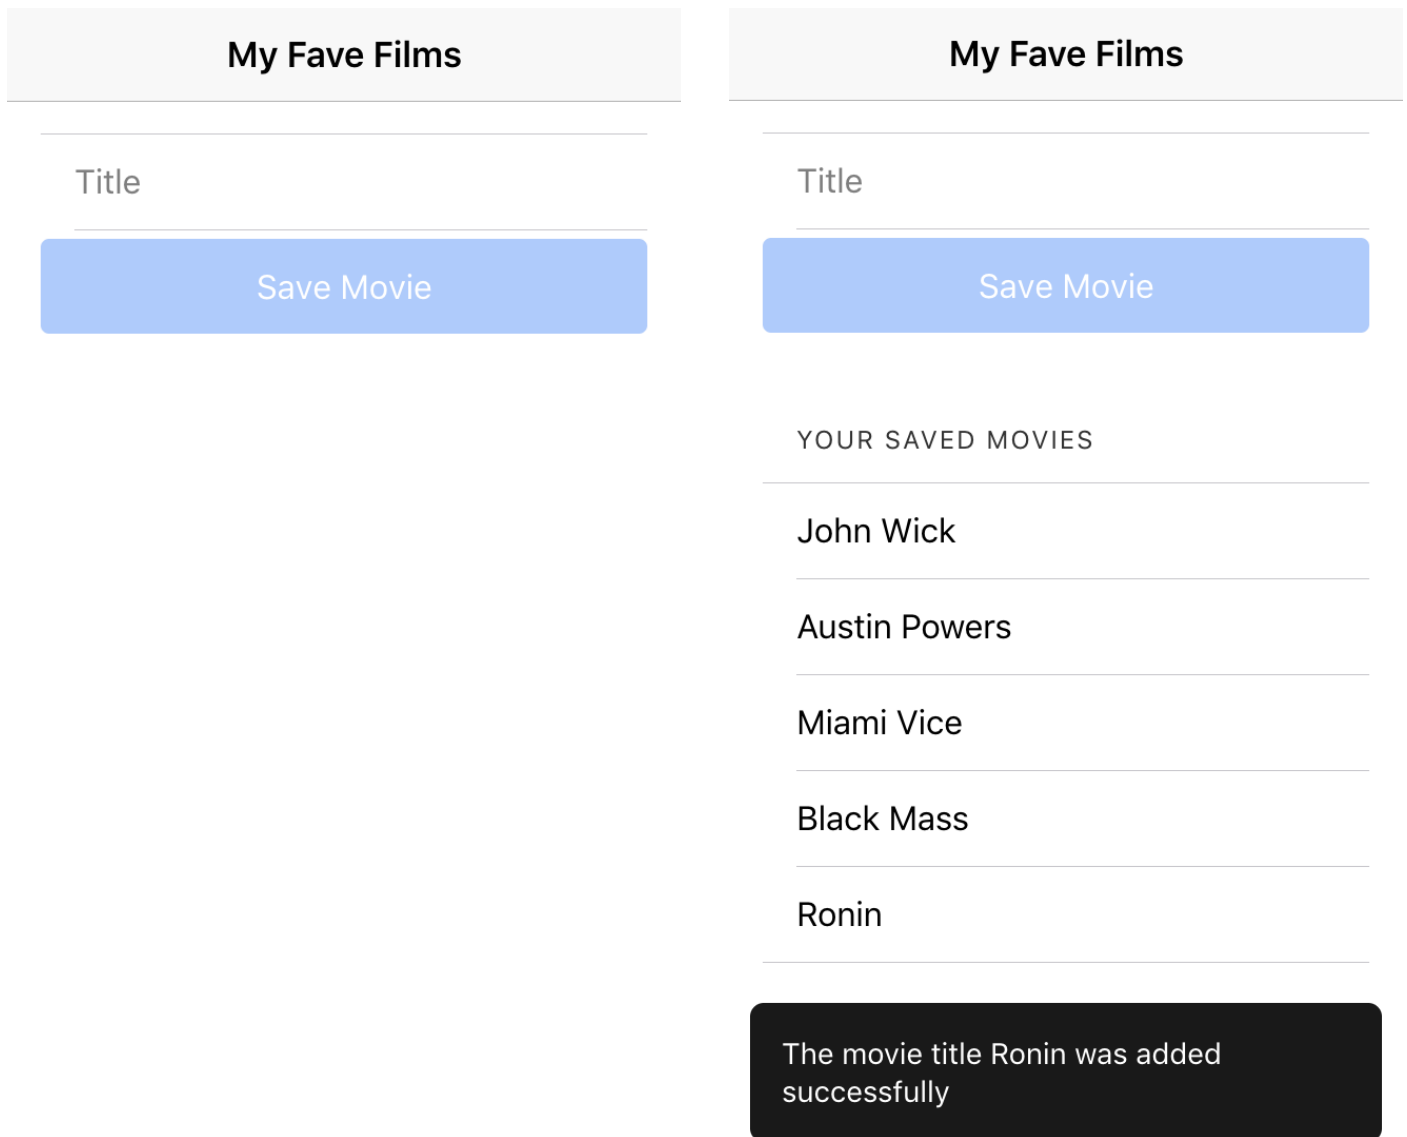 My Fave Films
Title
Save Movie
My Fave Films
Title
Save Movie
YOUR SAVED MOVIES
John Wick
Austin Powers
Miami Vice
Black Mass
Ronin
The movie title Ronin was added
successfully